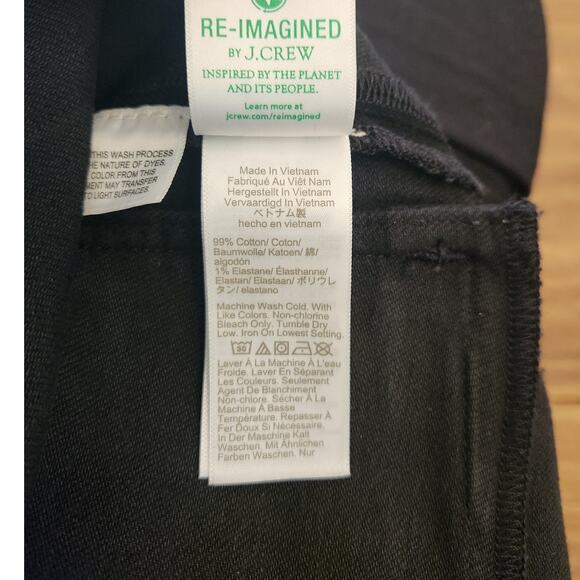 RE-IMAGINED
BY J.CREW
INSPIRED BY THE PLANET
AND ITS PEOPLE.
Learn more at
jcrew.com/reimagined
THIS WASH PROCESS
THE NATURE OF DYES,
COLOR FROM THIS
MENT MAY TRANSFER
TO LIGHT SURFACES.
Made In Vietnam
Fabriqué Au Viêt Nam
Hergestellt In Vietnam
Vervaardigd In Vietnam
ベトナム製
hecho en vietnam
99% Cotton/ Coton/
Baumwolle/ Katoen/ 綿/
algodón
1% Elastane/ Élasthanne/
Elastan/ Elastaan/ ポリウレ
タン/ elastano
Machine Wash Cold. With
Like Colors. Non-chlorine
Bleach Only. Tumble Dry
Low. Iron On Lowest Setting.
30
Laver À La Machine À L'eau
Froide. Laver En Séparant
Les Couleurs. Seulement
Agent De Blanchiment
Non-chlore. Sécher À La
Machine À Basse
Température. Repasser À
Fer Doux Si Nécessaire.
In Der Maschine Kalt
Waschen. Mit Ähnlichen
Farben Waschen. Nur